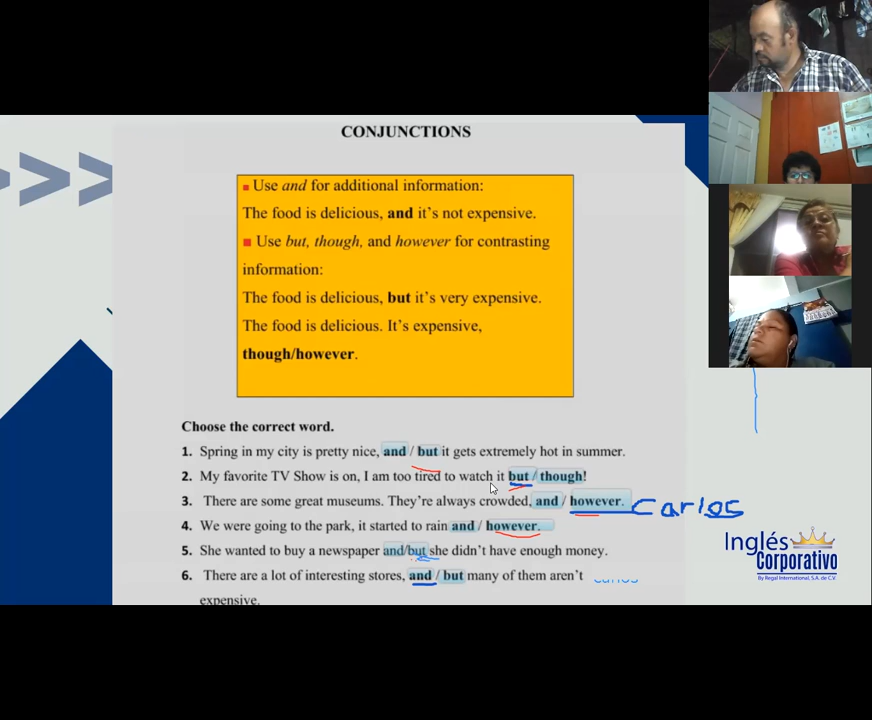 CONJUNCTIONS
▪ Use and for additional information:
The food is delicious, and it's not expensive.
■ Use but, though, and however for contrasting
information:
The food is delicious, but it's very expensive.
The food is delicious. It's expensive,
though/however.
Choose the correct word.
1. Spring in my city is pretty nice, and / but it gets extremely hot in summer.
2. My favorite TV Show is on, I am too tired to watch it but / though!
3. There are some great museums. They're always crowded, and / however. Carlos
4. We were going to the park, it started to rain and / however.
5. She wanted to buy a newspaper and/but she didn't have enough money.
6. There are a lot of interesting stores, and / but many of them aren't
expensive.
carlos
Inglés
Corporativo
By Regal International, S.A. de C.V.